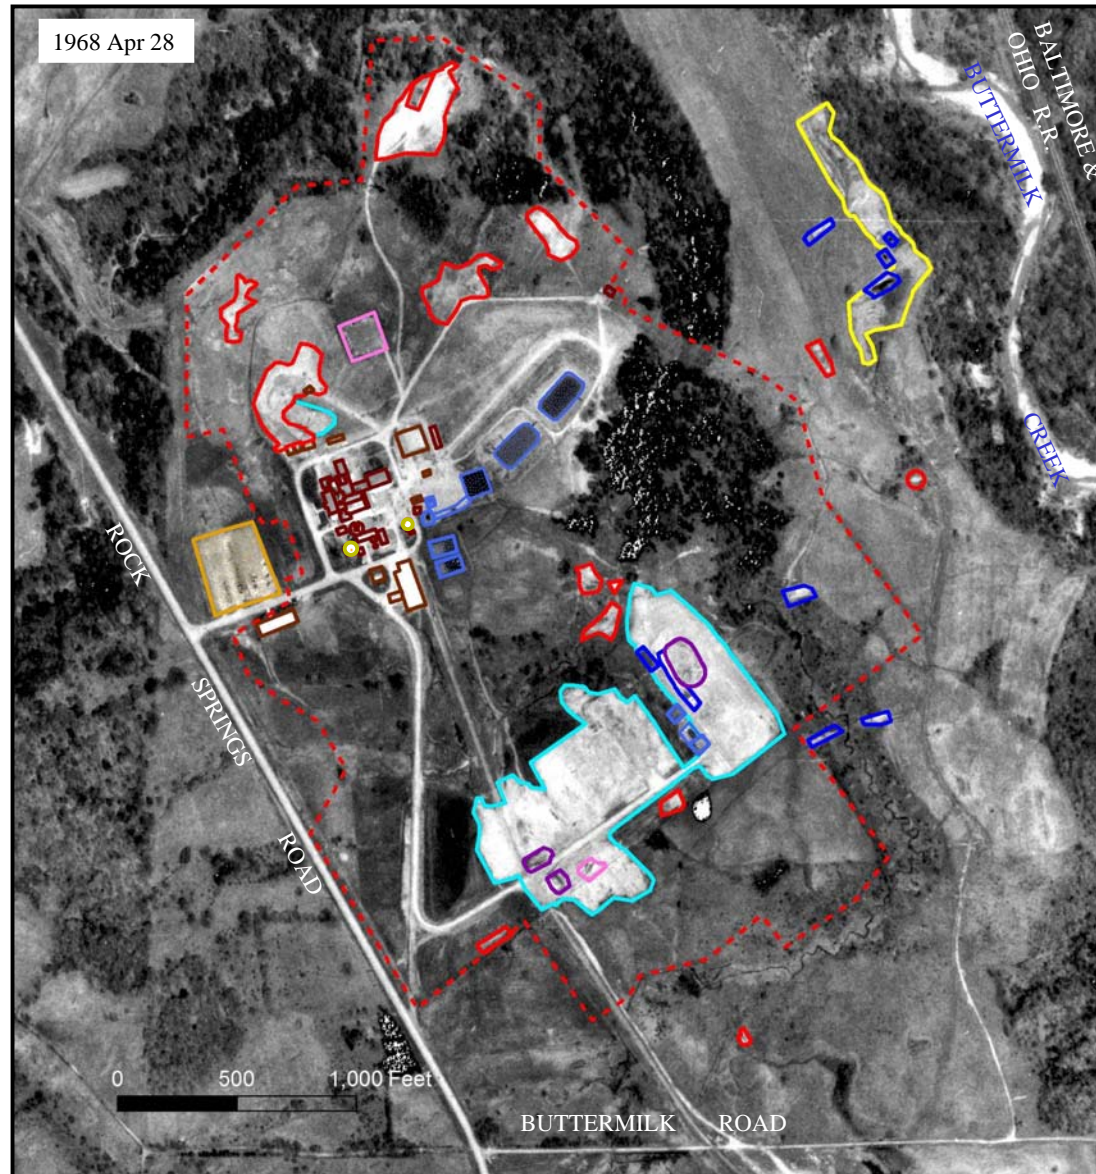 1968 Apr 28
BALTIMORE &
OHIO R.R.
BUTTERMILK
CREEK
ROCK
SPRINGS
ROAD
0 500 1,000 Feet
BUTTERMILK ROAD